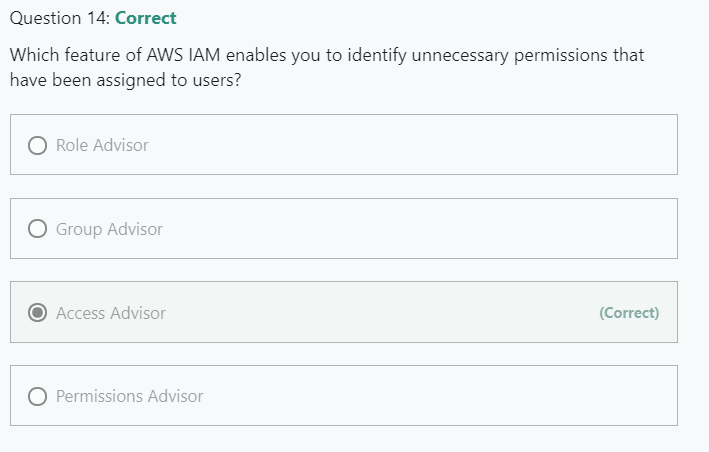 Question 14: Correct
Which feature of AWS IAM enables you to identify unnecessary permissions that
have been assigned to users?
Role Advisor
Group Advisor
Access Advisor (Correct)
Permissions Advisor